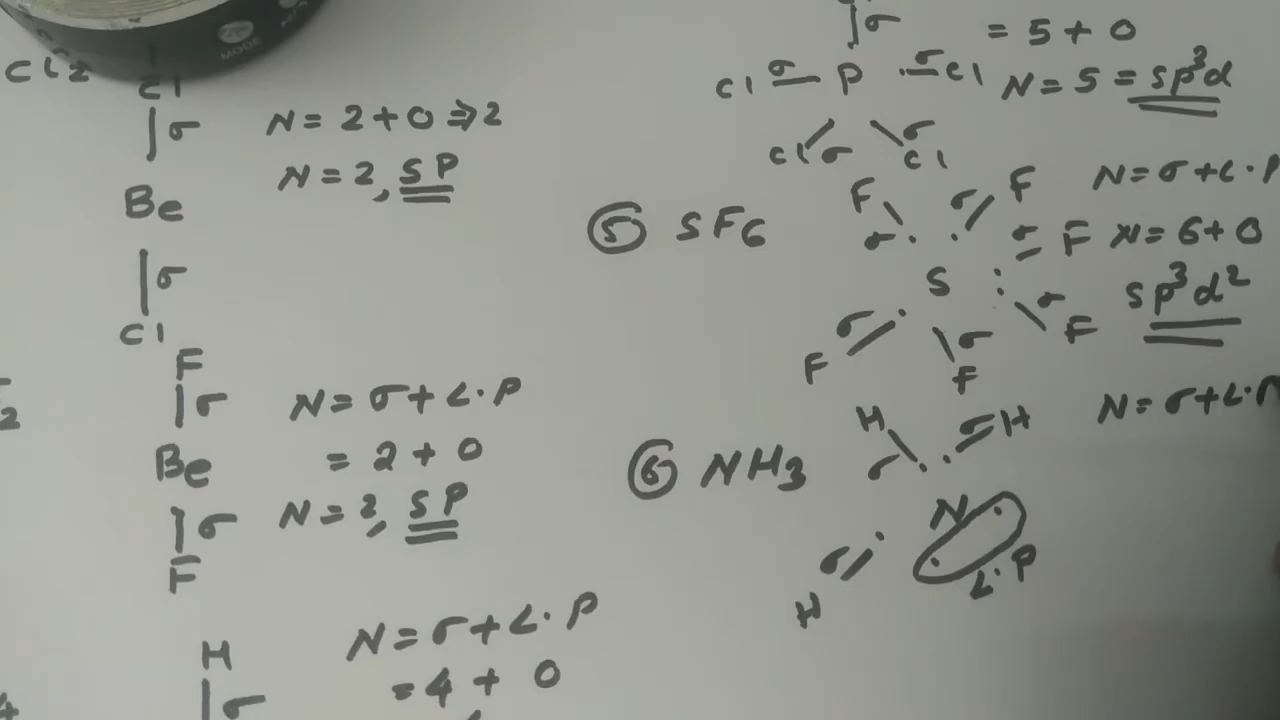 Cl2
Cl
σ
N = 2 + 0 ⇒ 2
N = 2, SP
Be
σ
Cl
F
σ
N = σ + L.P
= 2 + 0
Be
N = 2, SP
σ
F
H
σ
N = σ + L.P
= 4 + 0
σ
= 5 + 0
Cl σ P σ Cl
N = 5 = sp³d
Cl σ σ Cl
⑤ SF6
F σ σ F
N = σ + L.P
σ F
N = 6 + 0
S
sp³d²
σ F
F σ
σ F
⑥ NH3
H σ σ H
N = σ + L.P
N
σ H
L.P
MODE